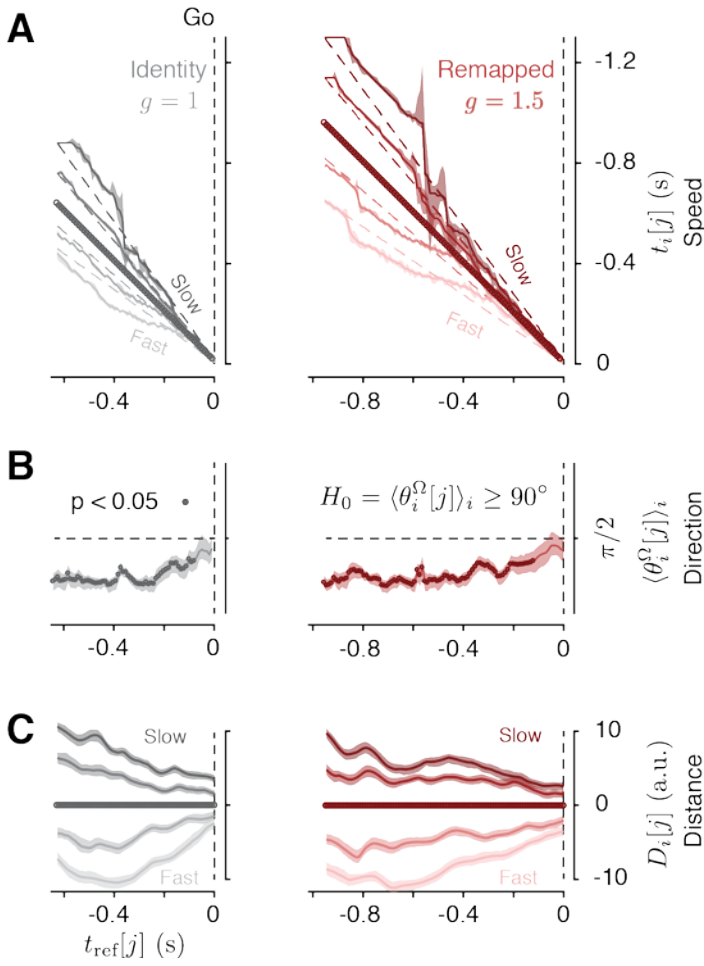 A
Go
Identity
g = 1
Slow
Fast
-0.4
0
Remapped
g = 1.5
Slow
Fast
-0.8
-0.4
0
-1.2
-0.8
-0.4
0
t_i[j] (s)
Speed
B
p < 0.05
-0.4
0
H_0 = ⟨θ_i^Ω[j]⟩_i ≥ 90°
-0.8
-0.4
0
π/2
⟨θ_i^Ω[j]⟩_i
Direction
C
Slow
Fast
-0.4
0
t_ref[j] (s)
Slow
Fast
-0.8
-0.4
0
10
0
-10
D_i[j] (a.u.)
Distance